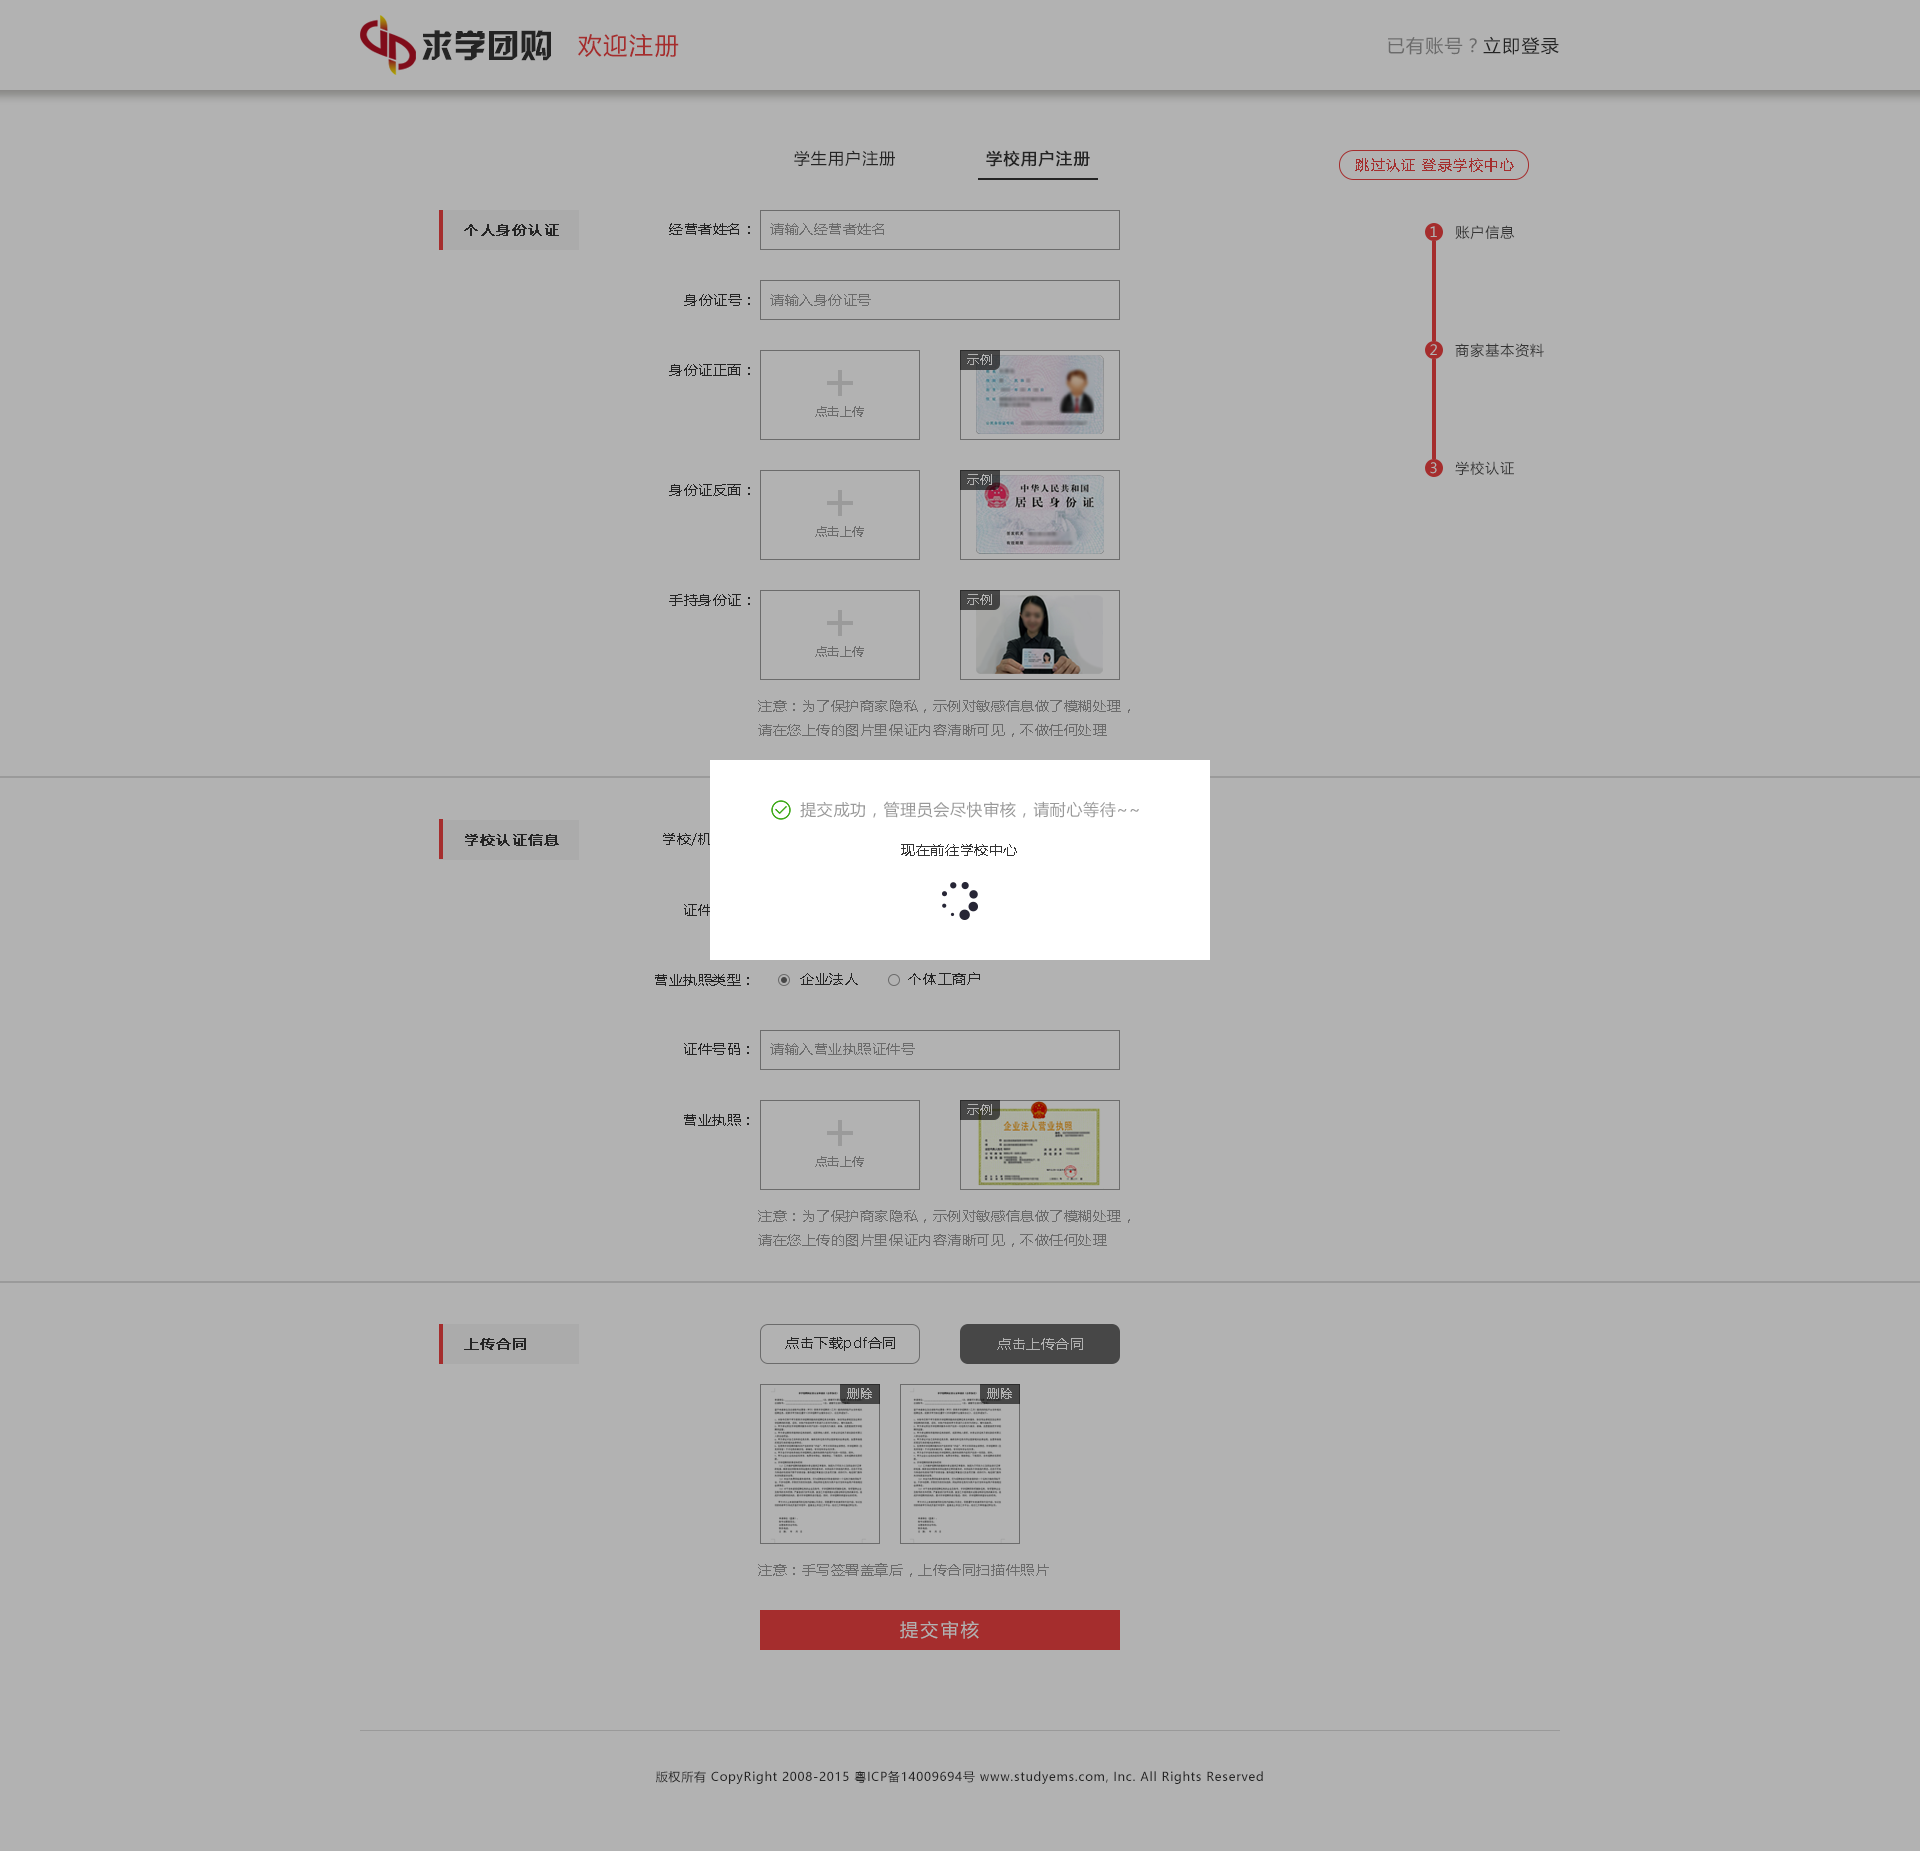 求学团购 欢迎注册
已有账号？立即登录
学生用户注册
学校用户注册
跳过认证 登录学校中心
个人身份认证
经营者姓名：
请输入经营者姓名
1 账户信息
身份证号：
请输入身份证号
2 商家基本资料
身份证正面：
点击上传
示例
3 学校认证
身份证反面：
点击上传
示例
中华人民共和国
居民身份证
手持身份证：
点击上传
示例
注意：为了保护商家隐私，示例对敏感信息做了模糊处理，
请在您上传的图片里保证内容清晰可见，不做任何处理
提交成功，管理员会尽快审核，请耐心等待~~
现在前往学校中心
学校认证信息
学校/机
证件
营业执照类型：
企业法人
个体工商户
证件号码：
请输入营业执照证件号
营业执照：
点击上传
示例
企业法人营业执照
注意：为了保护商家隐私，示例对敏感信息做了模糊处理，
请在您上传的图片里保证内容清晰可见，不做任何处理
上传合同
点击下载pdf合同
点击上传合同
删除
删除
注意：手写签署盖章后，上传合同扫描件照片
提交审核
版权所有 CopyRight 2008-2015 粤ICP备14009694号 www.studyems.com, Inc. All Rights Reserved